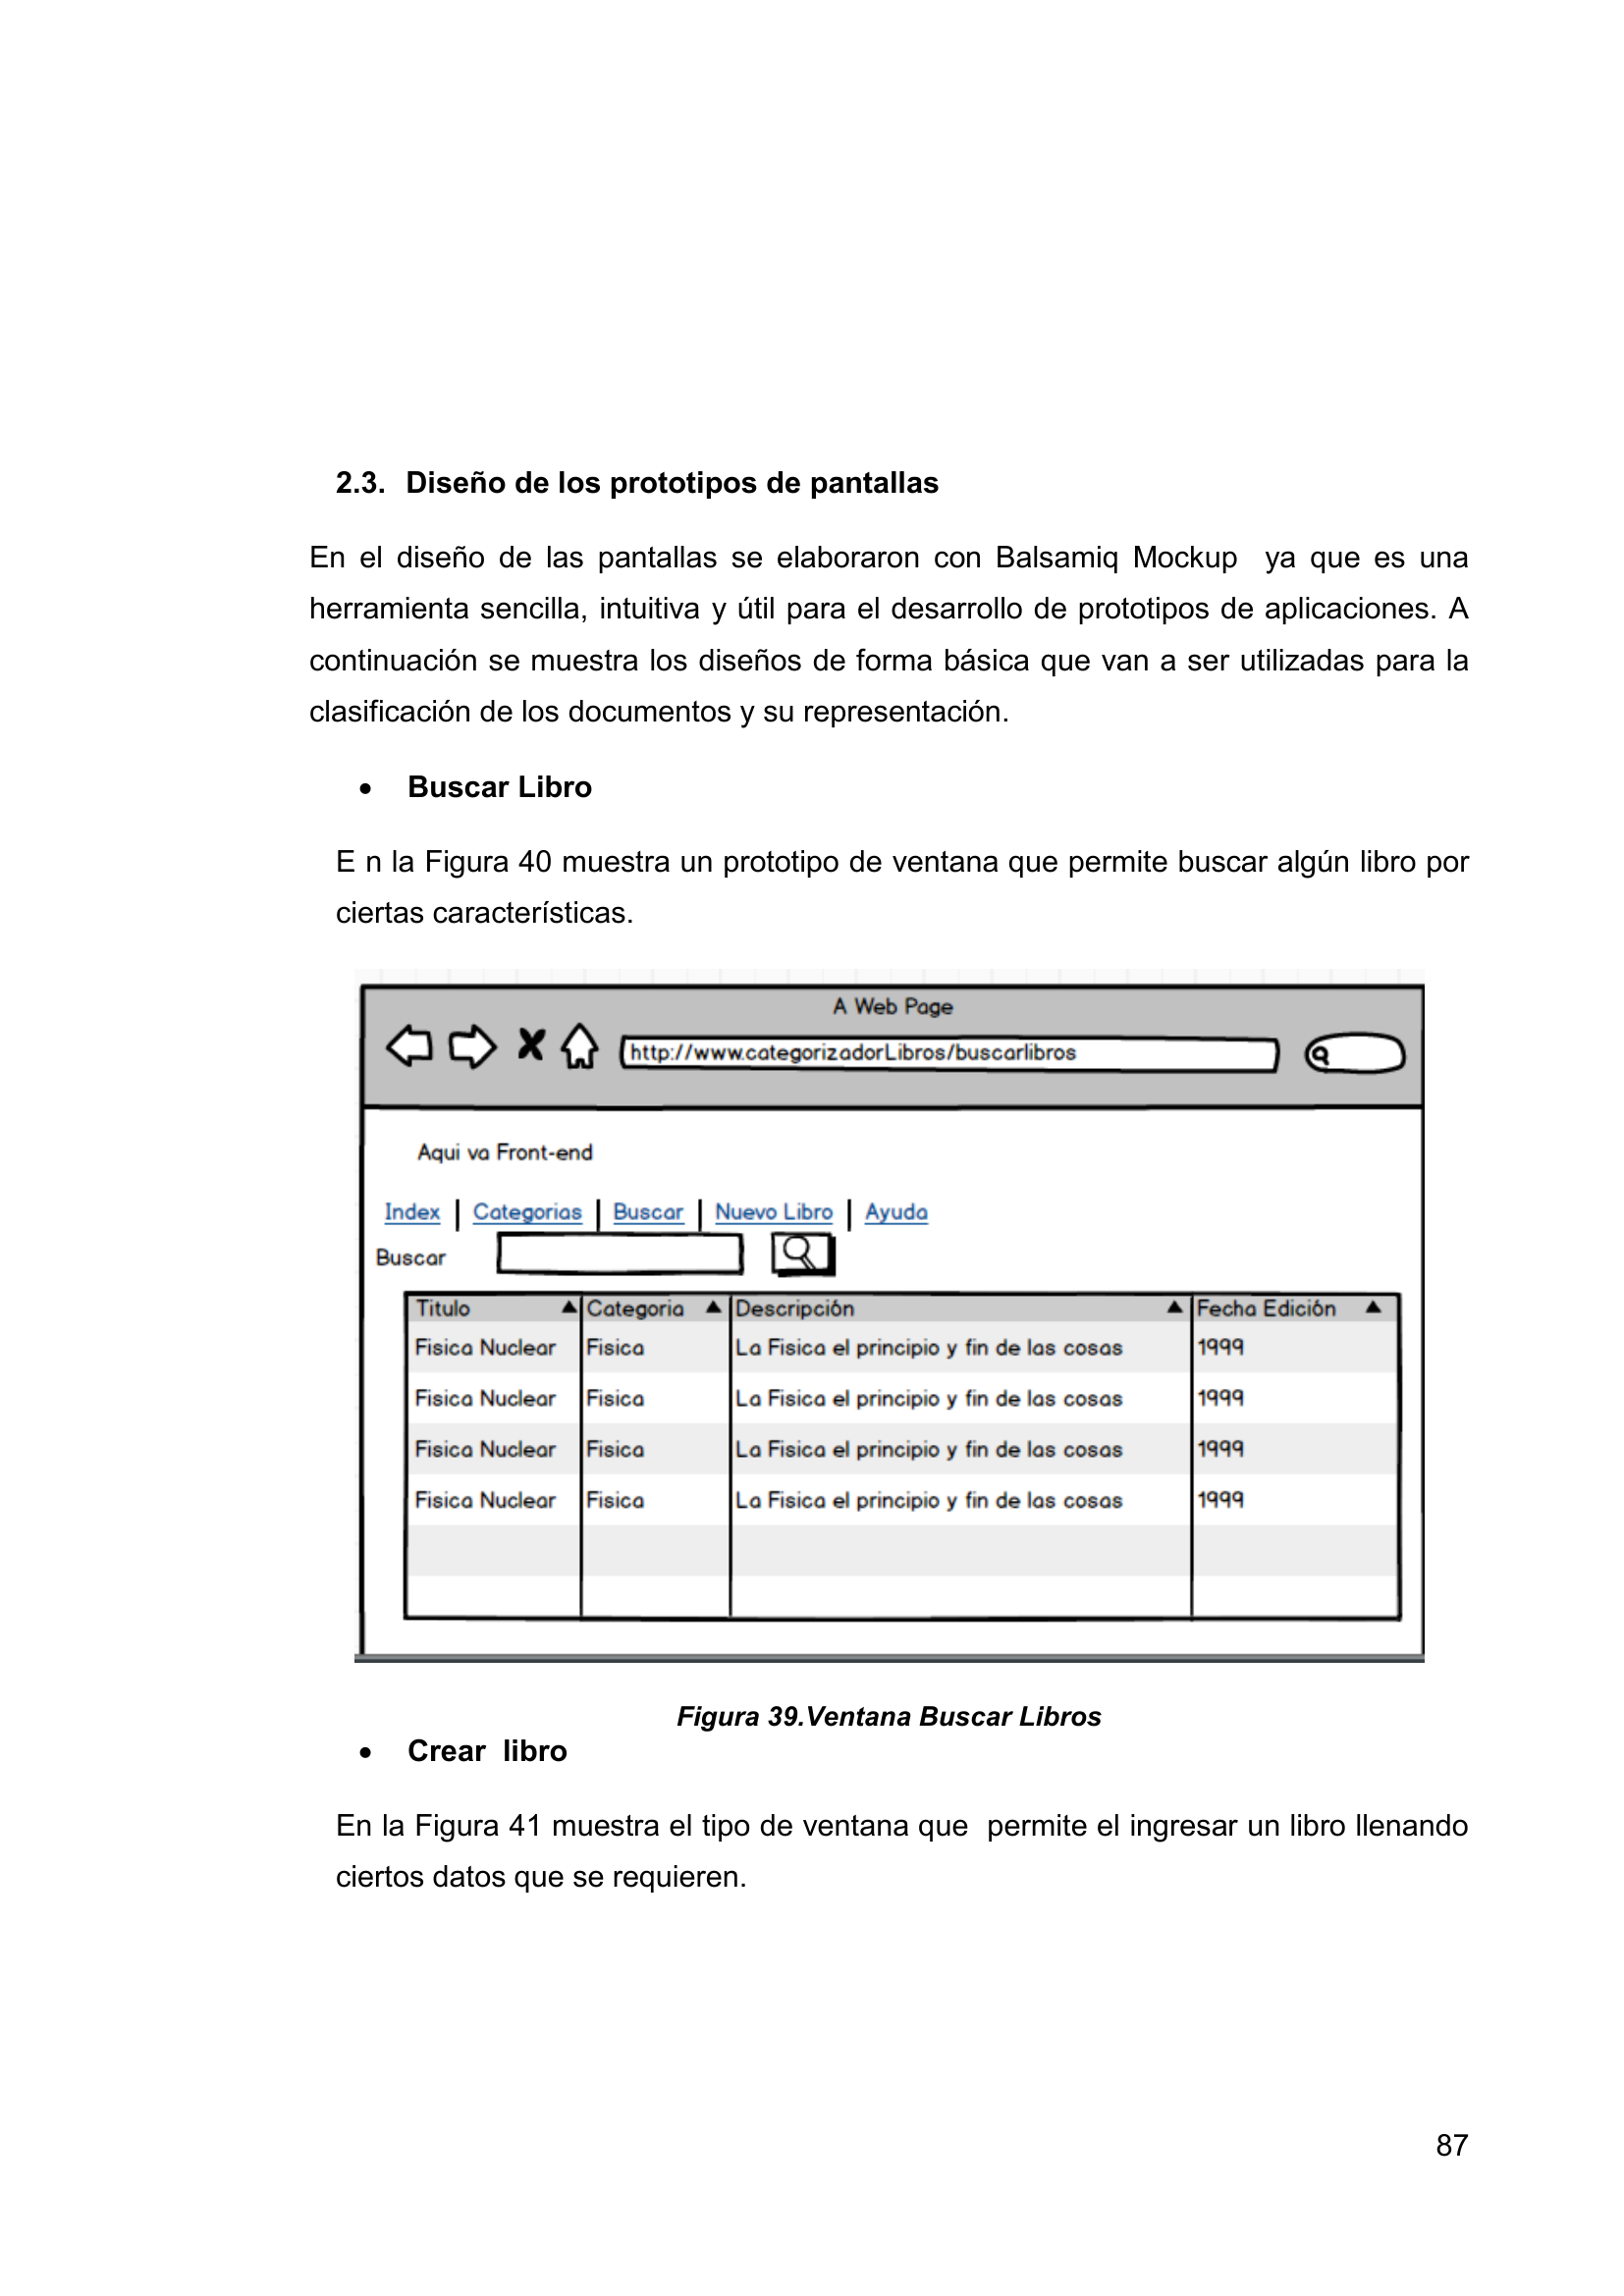 2.3. Diseño de los prototipos de pantallas
En el diseño de las pantallas se elaboraron con Balsamiq Mockup  ya que es una
herramienta sencilla, intuitiva y útil para el desarrollo de prototipos de aplicaciones. A
continuación se muestra los diseños de forma básica que van a ser utilizadas para la
clasificación de los documentos y su representación.
• Buscar Libro
E n la Figura 40 muestra un prototipo de ventana que permite buscar algún libro por
ciertas características.
A Web Page
http://www.categorizadorLibros/buscarlibros
Aqui va Front-end
Index | Categorias | Buscar | Nuevo Libro | Ayuda
Buscar
Titulo Categoria Descripción Fecha Edición
Fisica Nuclear Fisica La Fisica el principio y fin de las cosas 1999
Fisica Nuclear Fisica La Fisica el principio y fin de las cosas 1999
Fisica Nuclear Fisica La Fisica el principio y fin de las cosas 1999
Fisica Nuclear Fisica La Fisica el principio y fin de las cosas 1999
Figura 39.Ventana Buscar Libros
• Crear  libro
En la Figura 41 muestra el tipo de ventana que  permite el ingresar un libro llenando
ciertos datos que se requieren.
87